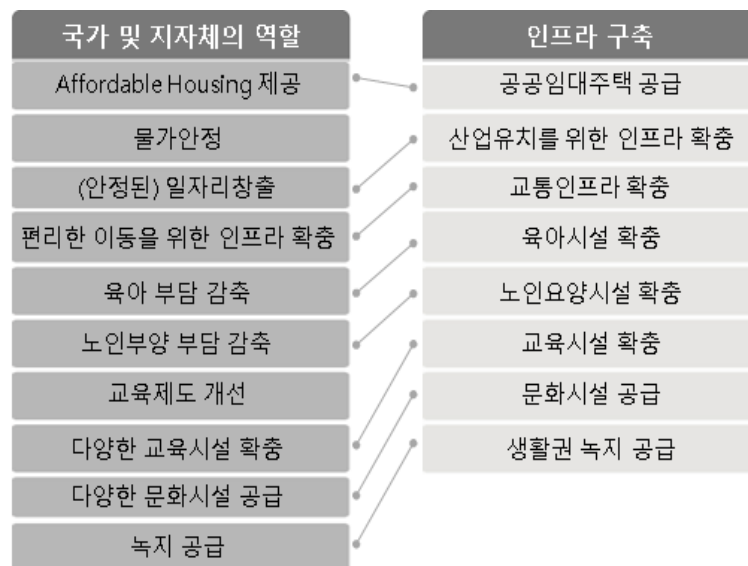 국가 및 지자체의 역할
Affordable Housing 제공
물가안정
(안정된) 일자리창출
편리한 이동을 위한 인프라 확충
육아 부담 감축
노인부양 부담 감축
교육제도 개선
다양한 교육시설 확충
다양한 문화시설 공급
녹지 공급
인프라 구축
공공임대주택 공급
산업유치를 위한 인프라 확충
교통인프라 확충
육아시설 확충
노인요양시설 확충
교육시설 확충
문화시설 공급
생활권 녹지 공급